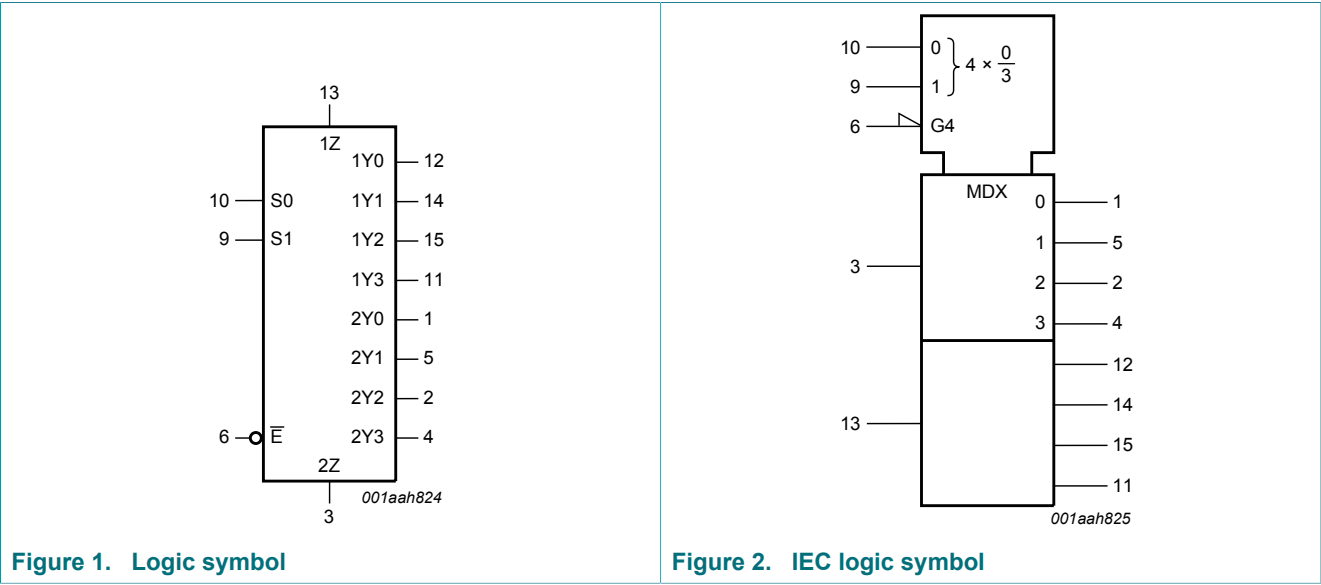 13
1Z
1Y0 12
10 S0 1Y1 14
9 S1 1Y2 15
1Y3 11
2Y0 1
2Y1 5
2Y2 2
6 E̅ 2Y3 4
2Z
001aah824
3
Figure 1. Logic symbol
10 0
4 × 0/3
9 1
6 G4
MDX
0 1
1 5
3
2 2
3 4
12
14
13
15
11
001aah825
Figure 2. IEC logic symbol